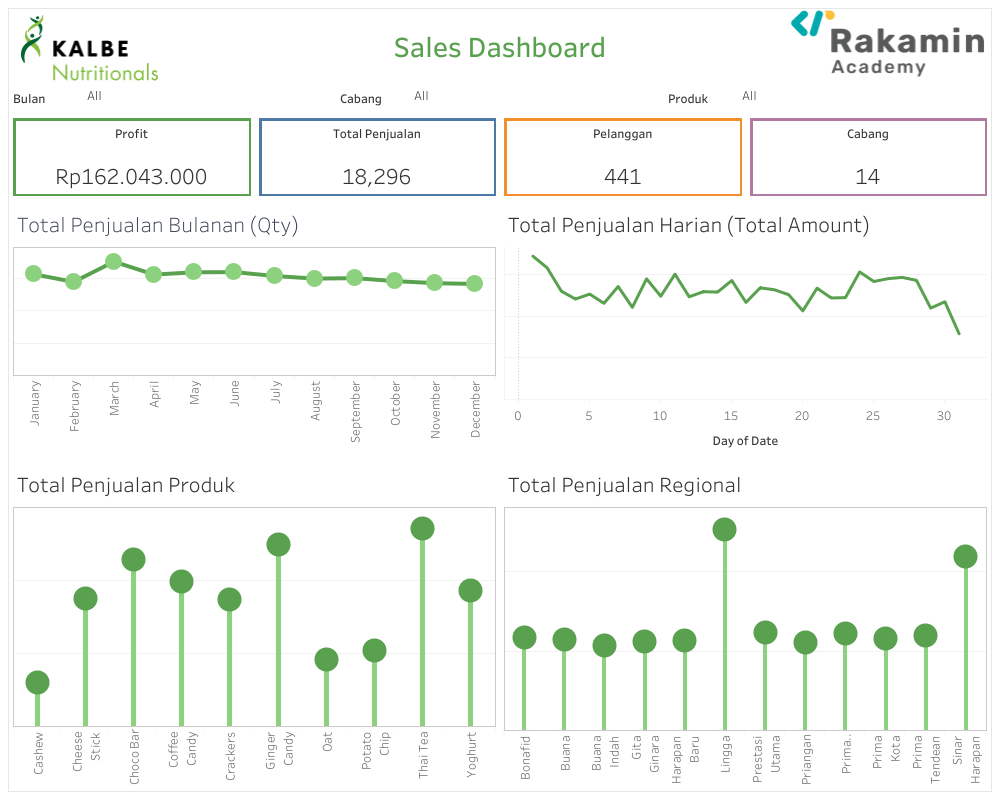 KALBE
Nutritionals
Sales Dashboard
Rakamin
Academy
Bulan All
Cabang All
Produk All
Profit
Rp162.043.000
Total Penjualan
18,296
Pelanggan
441
Cabang
14
Total Penjualan Bulanan (Qty)
January
February
March
April
May
June
July
August
September
October
November
December
Total Penjualan Harian (Total Amount)
0 5 10 15 20 25 30
Day of Date
Total Penjualan Produk
Cashew
Cheese
Stick
Choco Bar
Coffee
Candy
Crackers
Ginger
Candy
Oat
Potato
Chip
Thai Tea
Yoghurt
Total Penjualan Regional
Bonafid
Buana
Buana
Indah
Gita
Ginara
Harapan
Baru
Lingga
Prestasi
Utama
Priangan
Prima..
Prima
Kota
Prima
Tendean
Sinar
Harapan